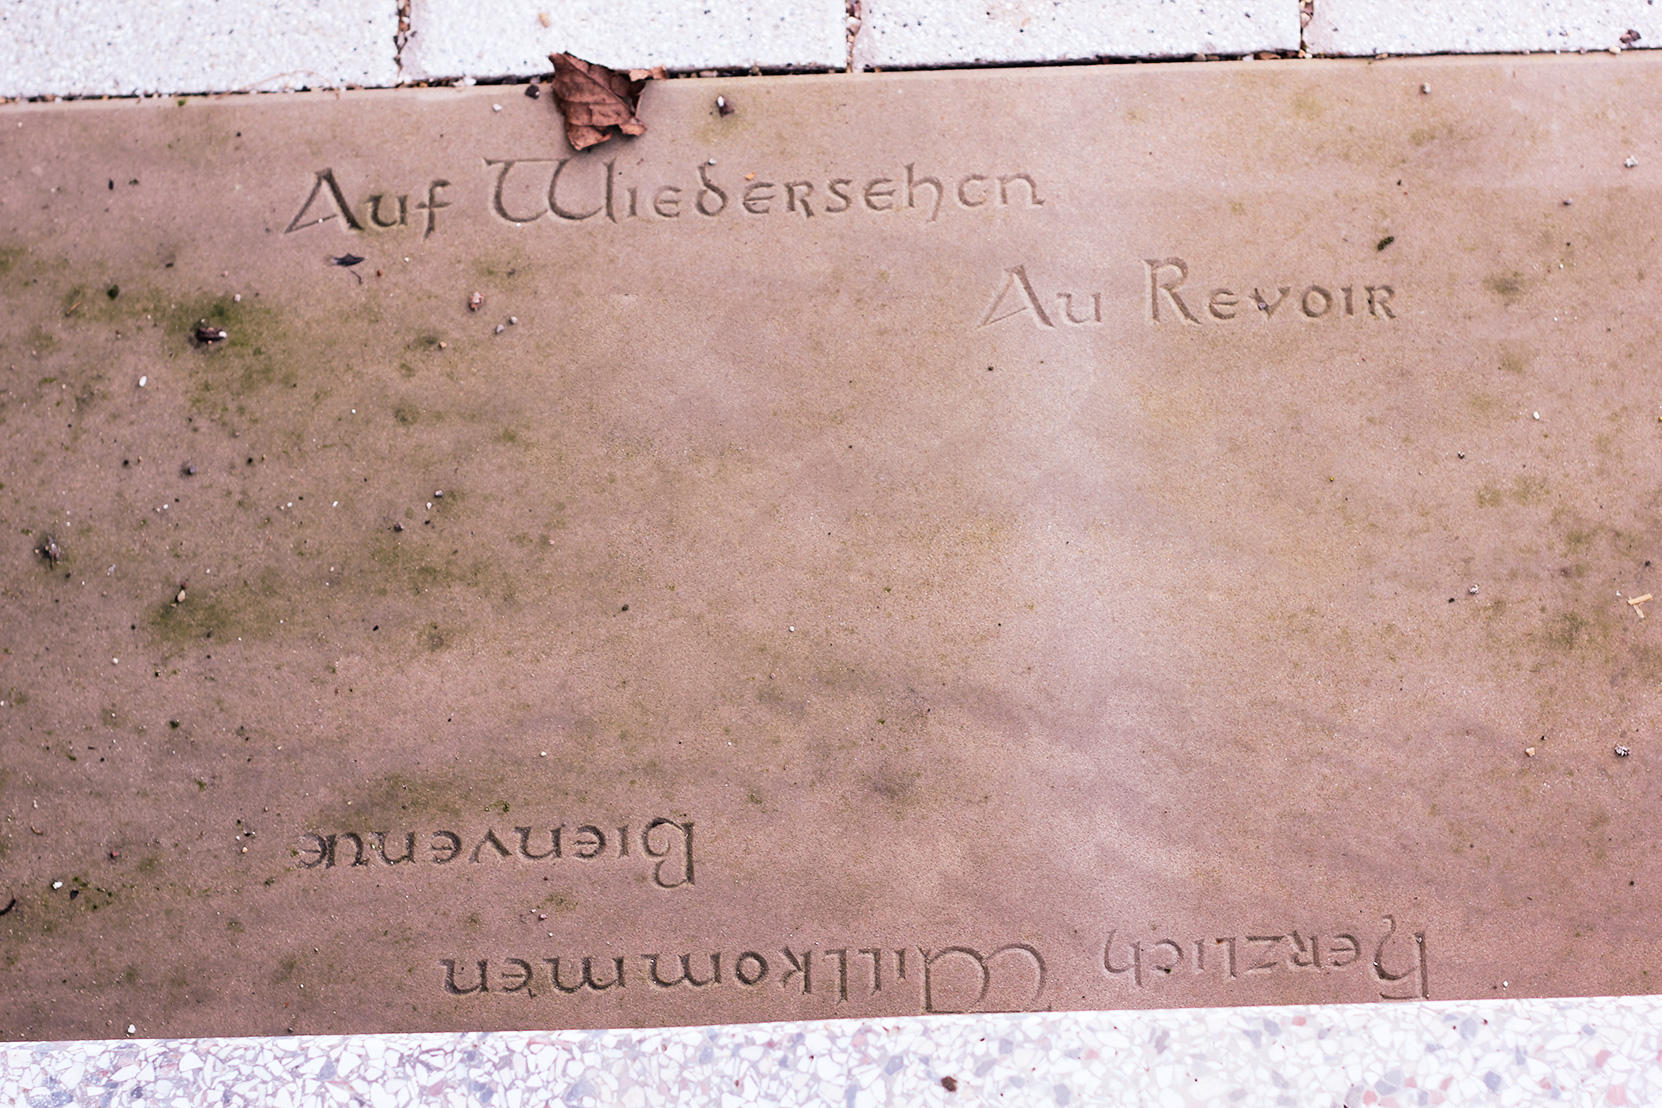 Auf Wiedersehen
Au Revoir
Herzlich Willkommen
Bienvenue